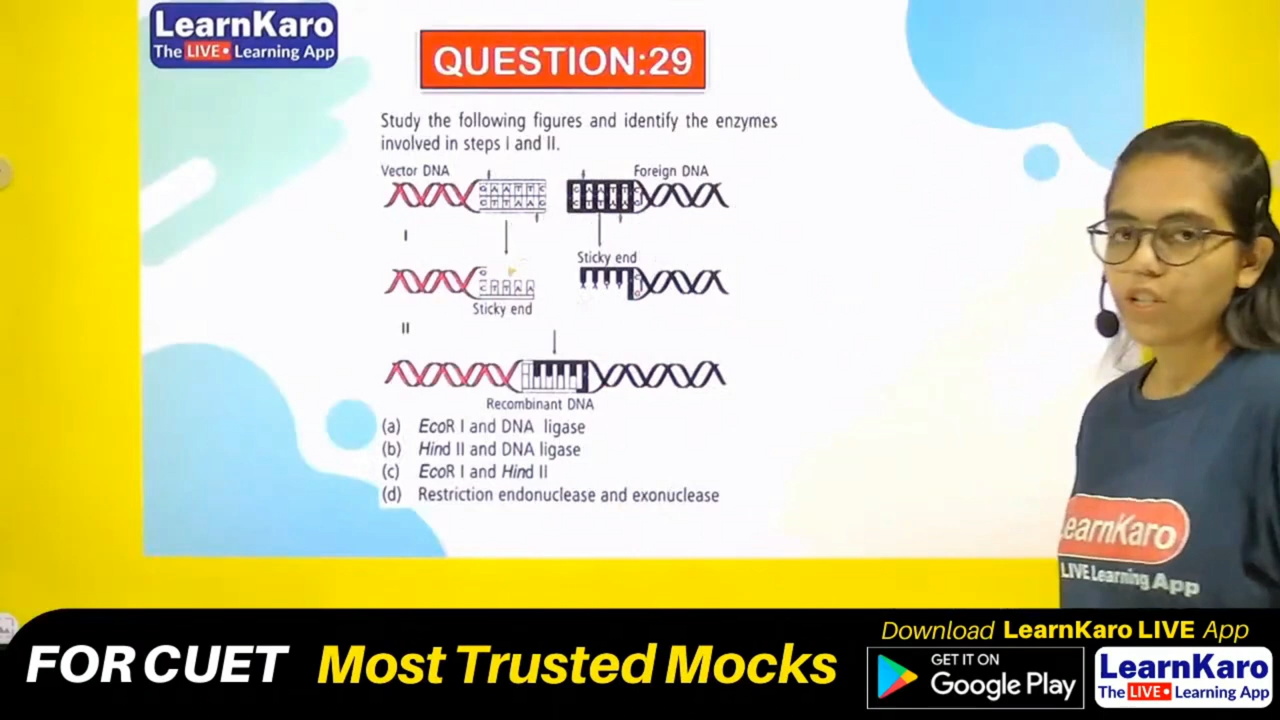 LearnKaro
The LIVE Learning App
QUESTION:29
Study the following figures and identify the enzymes
involved in steps I and II.
Vector DNA
Foreign DNA
G A A T T C
C T T A A G
I
Sticky end
G
C T T A A
Sticky end
II
Recombinant DNA
(a) EcoR I and DNA ligase
(b) Hind II and DNA ligase
(c) EcoR I and Hind II
(d) Restriction endonuclease and exonuclease
LearnKaro
LIVE Learning App
FOR CUET Most Trusted Mocks
Download LearnKaro LIVE App
GET IT ON
Google Play
LearnKaro
The LIVE Learning App